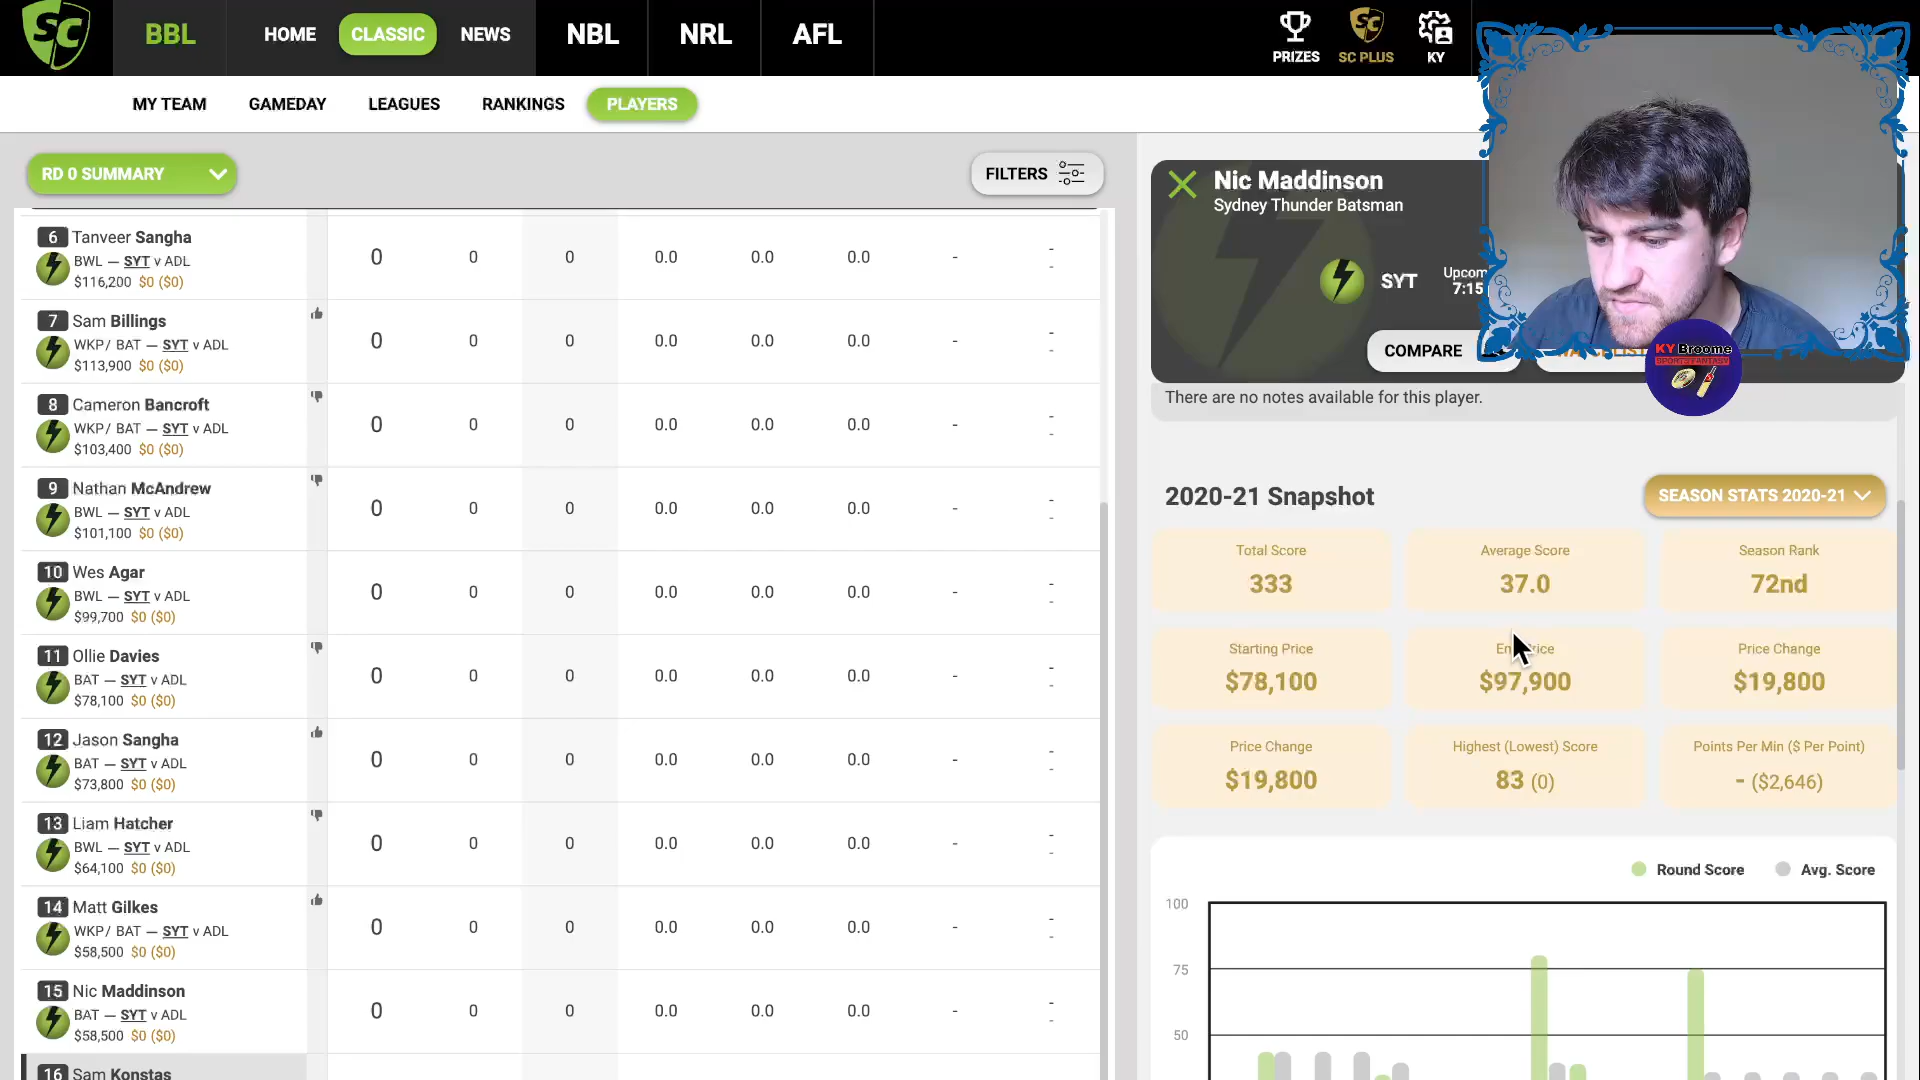 SC BBL HOME CLASSIC NEWS NBL NRL AFL PRIZES SC PLUS KY
MY TEAM GAMEDAY LEAGUES RANKINGS PLAYERS
RD 0 SUMMARY FILTERS
6 Tanveer Sangha
BWL — SYT v ADL
$116,200 $0 ($0)
0 0 0 0.0 0.0 0.0 - - -
7 Sam Billings
WKP/ BAT — SYT v ADL
$113,900 $0 ($0)
0 0 0 0.0 0.0 0.0 - - -
8 Cameron Bancroft
WKP/ BAT — SYT v ADL
$103,400 $0 ($0)
0 0 0 0.0 0.0 0.0 - - -
9 Nathan McAndrew
BWL — SYT v ADL
$101,100 $0 ($0)
0 0 0 0.0 0.0 0.0 - - -
10 Wes Agar
BWL — SYT v ADL
$99,700 $0 ($0)
0 0 0 0.0 0.0 0.0 - - -
11 Ollie Davies
BAT — SYT v ADL
$78,100 $0 ($0)
0 0 0 0.0 0.0 0.0 - - -
12 Jason Sangha
BAT — SYT v ADL
$73,800 $0 ($0)
0 0 0 0.0 0.0 0.0 - - -
13 Liam Hatcher
BWL — SYT v ADL
$64,100 $0 ($0)
0 0 0 0.0 0.0 0.0 - - -
14 Matt Gilkes
WKP/ BAT — SYT v ADL
$58,500 $0 ($0)
0 0 0 0.0 0.0 0.0 - - -
15 Nic Maddinson
BAT — SYT v ADL
$58,500 $0 ($0)
0 0 0 0.0 0.0 0.0 - - -
16 Sam Konstas
Nic Maddinson
Sydney Thunder Batsman
SYT
Upcom
7:15
COMPARE
KY Broome
SPORTS FANTASY
There are no notes available for this player.
2020-21 Snapshot SEASON STATS 2020-21
Total Score Average Score Season Rank
333 37.0 72nd
Starting Price En rice Price Change
$78,100 $97,900 $19,800
Price Change Highest (Lowest) Score Points Per Min ($ Per Point)
$19,800 83 (0) - ($2,646)
Round Score Avg. Score
100
75
50